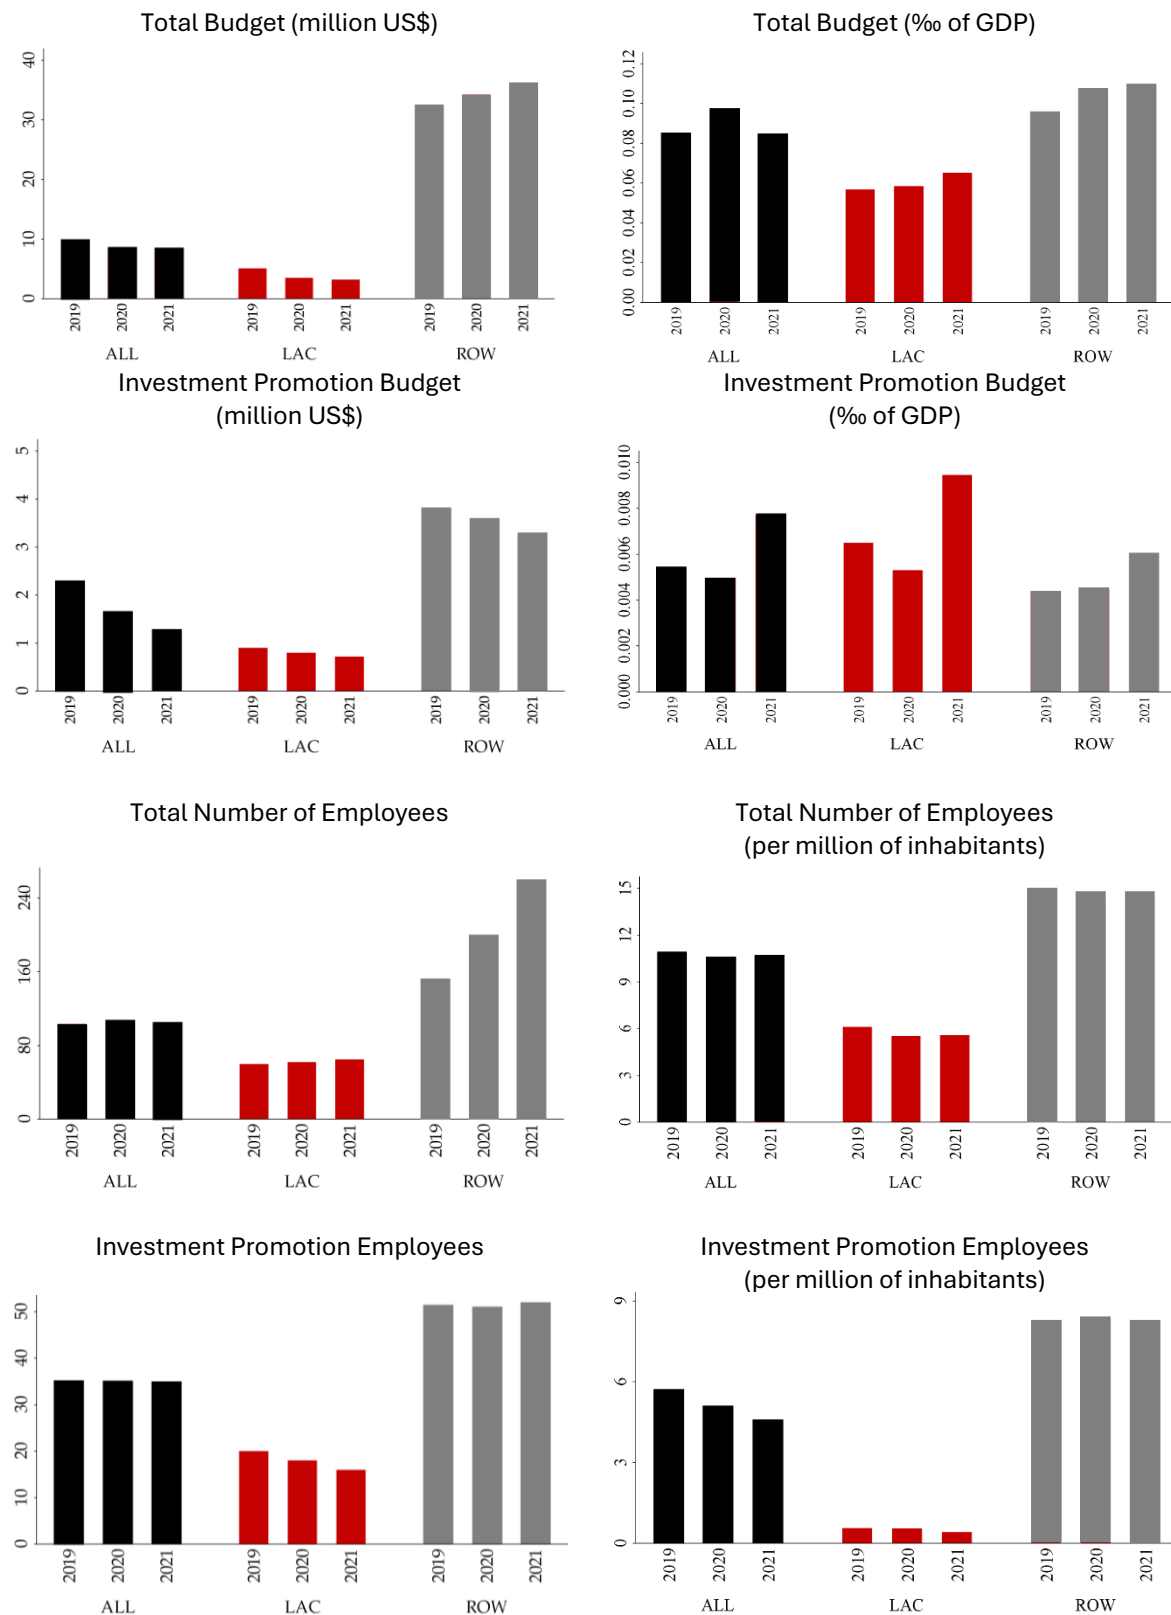 Total Budget (million US$)
40
30
20
10
0
2019 2020 2021 2019 2020 2021 2019 2020 2021
ALL LAC ROW
Total Budget (‰ of GDP)
0.12
0.10
0.08
0.06
0.04
0.02
0.00
2019 2020 2021 2019 2020 2021 2019 2020 2021
ALL LAC ROW
Investment Promotion Budget
(million US$)
5
4
3
2
1
0
2019 2020 2021 2019 2020 2021 2019 2020 2021
ALL LAC ROW
Investment Promotion Budget
(‰ of GDP)
0.010
0.008
0.006
0.004
0.002
0.000
2019 2020 2021 2019 2020 2021 2019 2020 2021
ALL LAC ROW
Total Number of Employees
240
160
80
0
2019 2020 2021 2019 2020 2021 2019 2020 2021
ALL LAC ROW
Total Number of Employees
(per million of inhabitants)
15
12
9
6
3
0
2019 2020 2021 2019 2020 2021 2019 2020 2021
ALL LAC ROW
Investment Promotion Employees
50
40
30
20
10
0
2019 2020 2021 2019 2020 2021 2019 2020 2021
ALL LAC ROW
Investment Promotion Employees
(per million of inhabitants)
9
6
3
0
2019 2020 2021 2019 2020 2021 2019 2020 2021
ALL LAC ROW